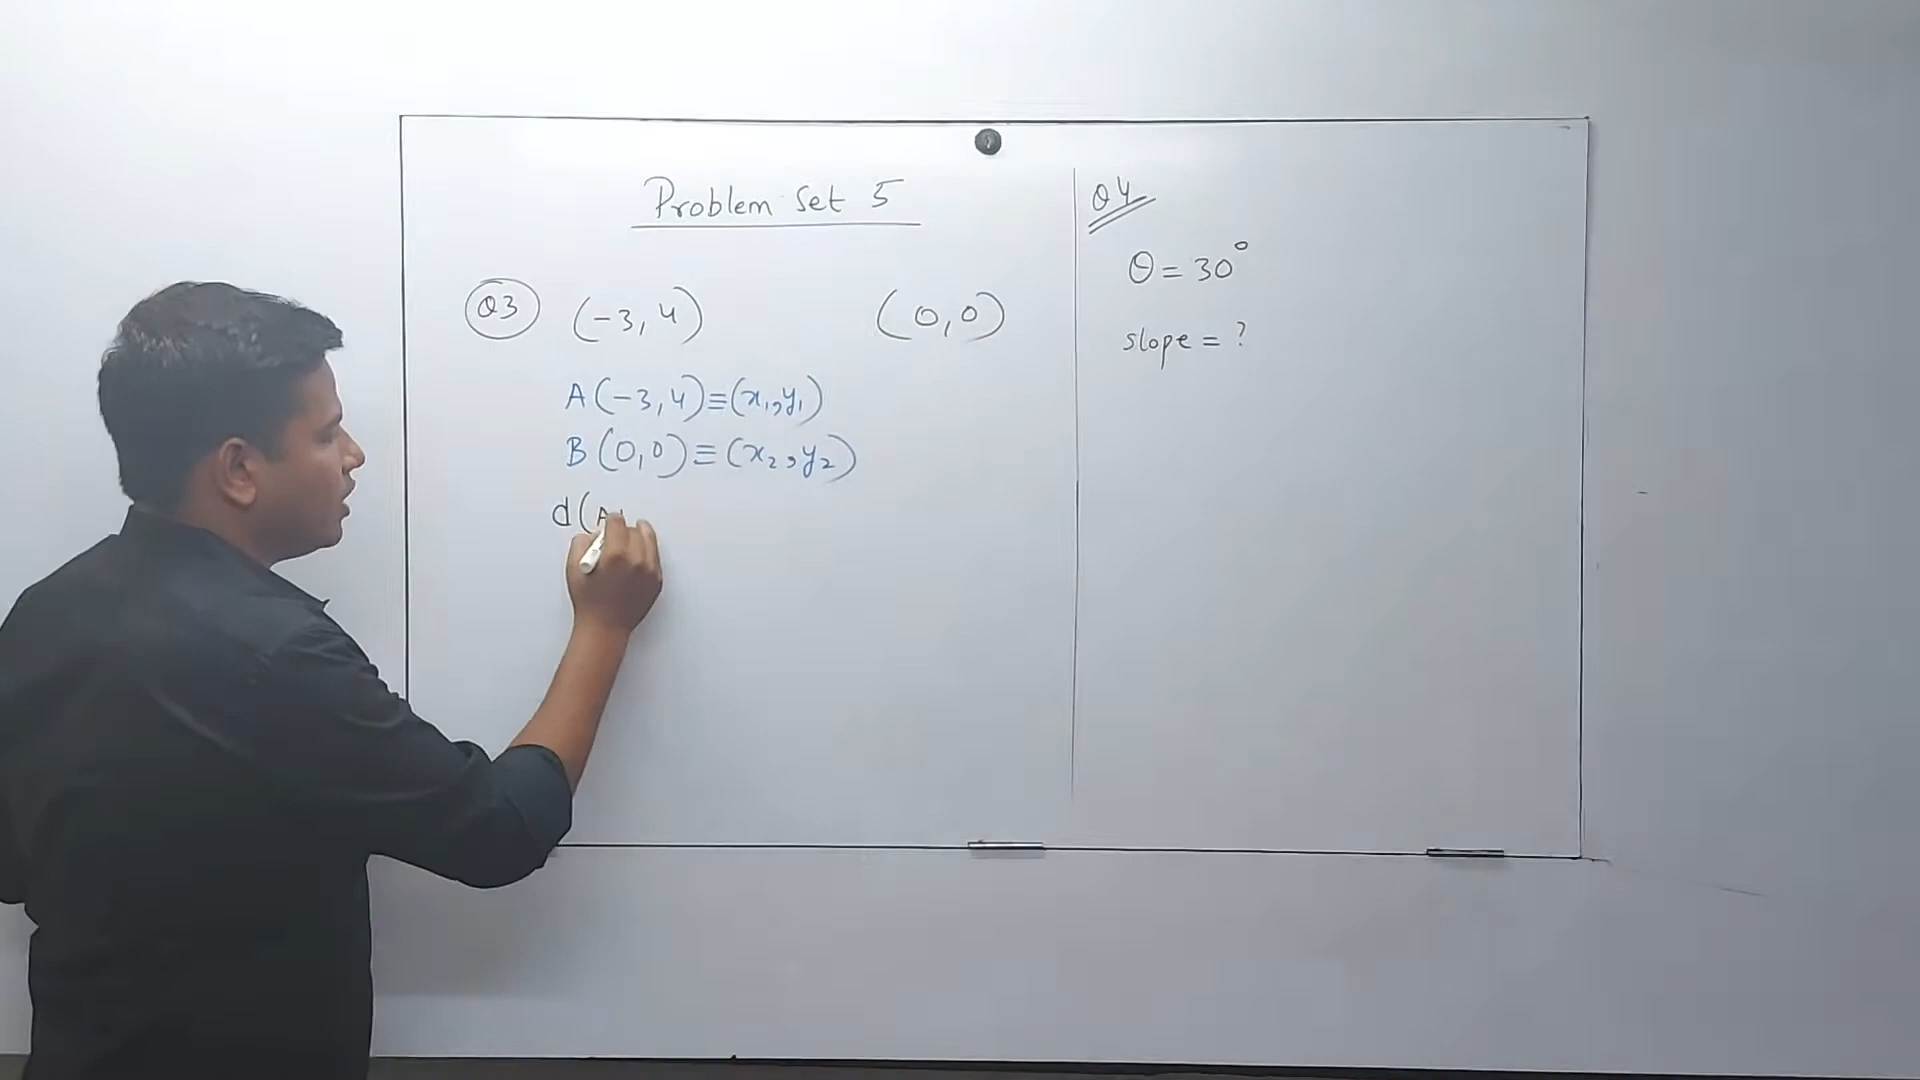 Problem Set 5
Q3 (-3, 4) (0,0)
A(-3, 4)≡(x₁,y₁)
B(0,0)≡(x₂,y₂)
d(A
Q4
θ = 30°
slope = ?